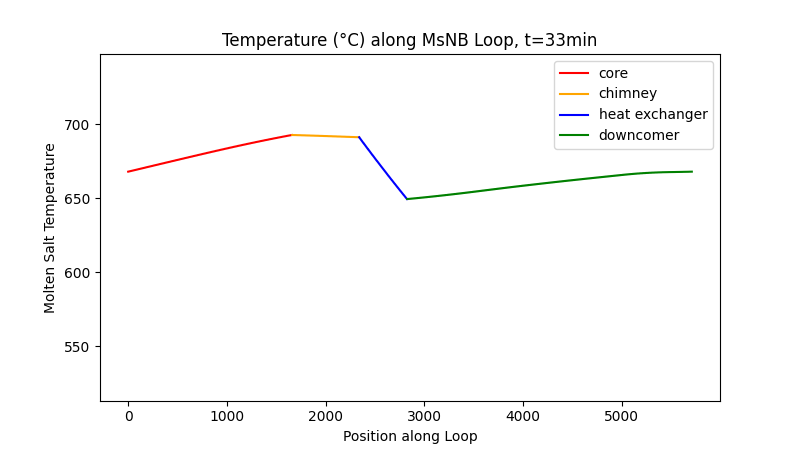 Temperature (°C) along MsNB Loop, t=33min
core
chimney
heat exchanger
downcomer
Molten Salt Temperature
700
650
600
550
0 1000 2000 3000 4000 5000
Position along Loop